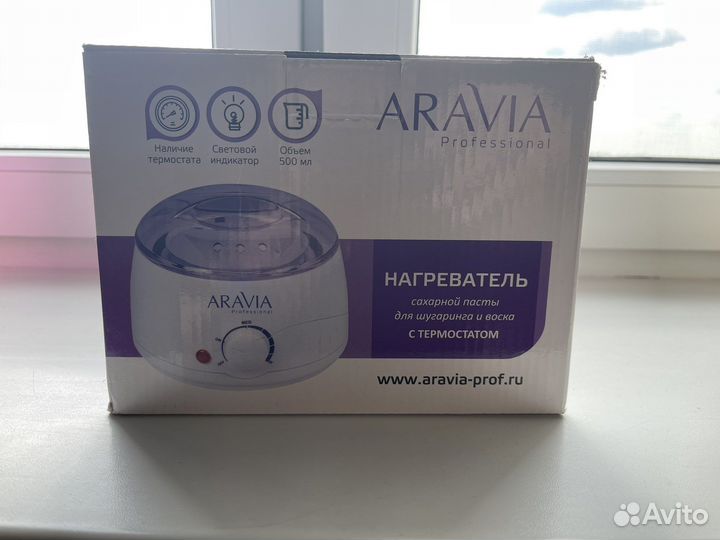 Наличие
термостата
Световой
индикатор
Объем
500 мл
ARAVIA
Professional
ARAVIA
Professional
НАГРЕВАТЕЛЬ
сахарной пасты
для шугаринга и воска
С ТЕРМОСТАТОМ
www.aravia-prof.ru
Avito